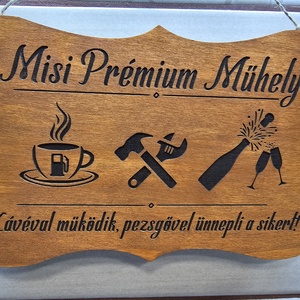 Misi Prémium Műhely
Kávéval működik, pezsgővel ünnepli a sikert!